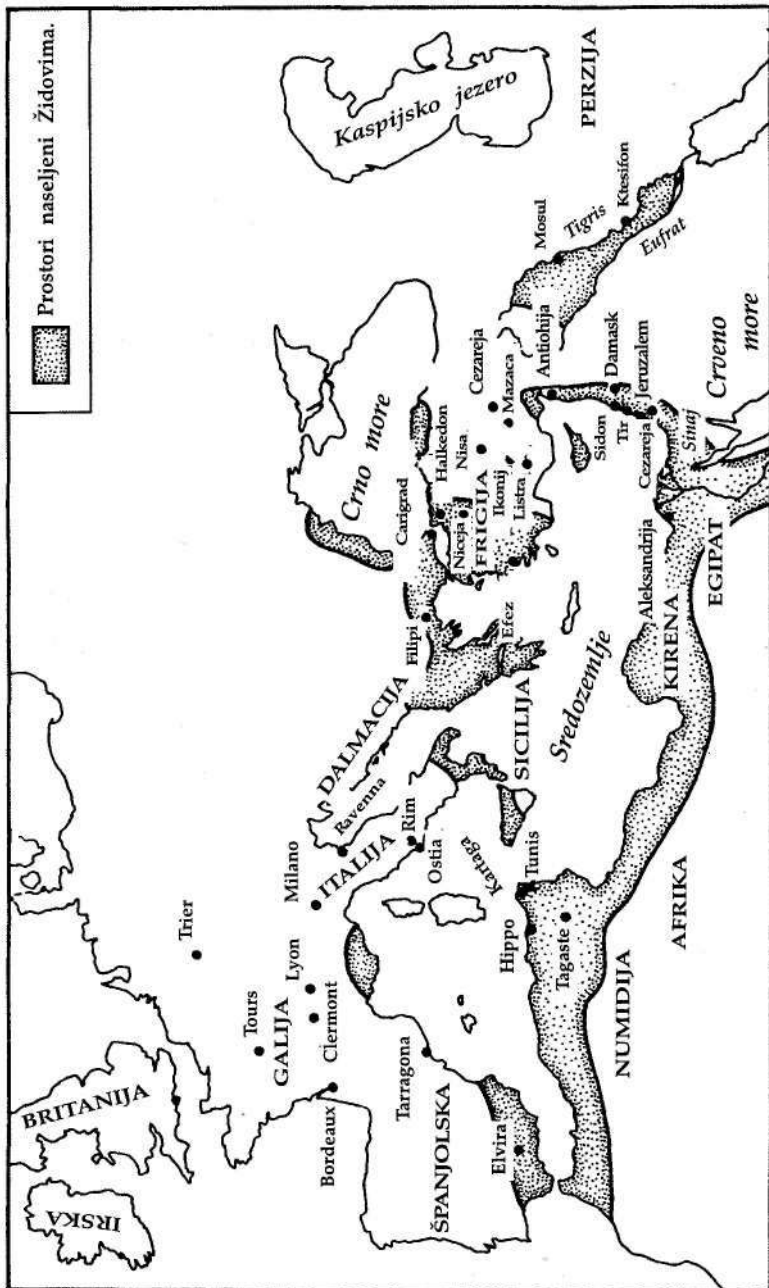 Prostori naseljeni Židovima.
IRSKA
BRITANIJA
Trier
Tours
GALIJA
Lyon
Clermont
Bordeaux
Milano
ITALIJA
Ravenna
DALMACIJA
Rim
Ostia
Tarragona
ŠPANJOLSKA
Elvira
Kartaga
Tunis
Hippo
Tagaste
NUMIDIJA
AFRIKA
SICILIJA
Sredozemlje
Filipi
Efez
Carigrad
Crno more
Halkedon
Niceja
FRIGIJA
Nisa
Ikonij
Listra
Cezareja
Mazaca
Antiohija
Kaspijsko jezero
PERZIJA
Mosul
Tigris
Ktesifon
Eufrat
Damask
Sidon
Tir
Jeruzalem
Cezareja
Sinaj
Crveno
more
Aleksandrija
KIRENA
EGIPAT